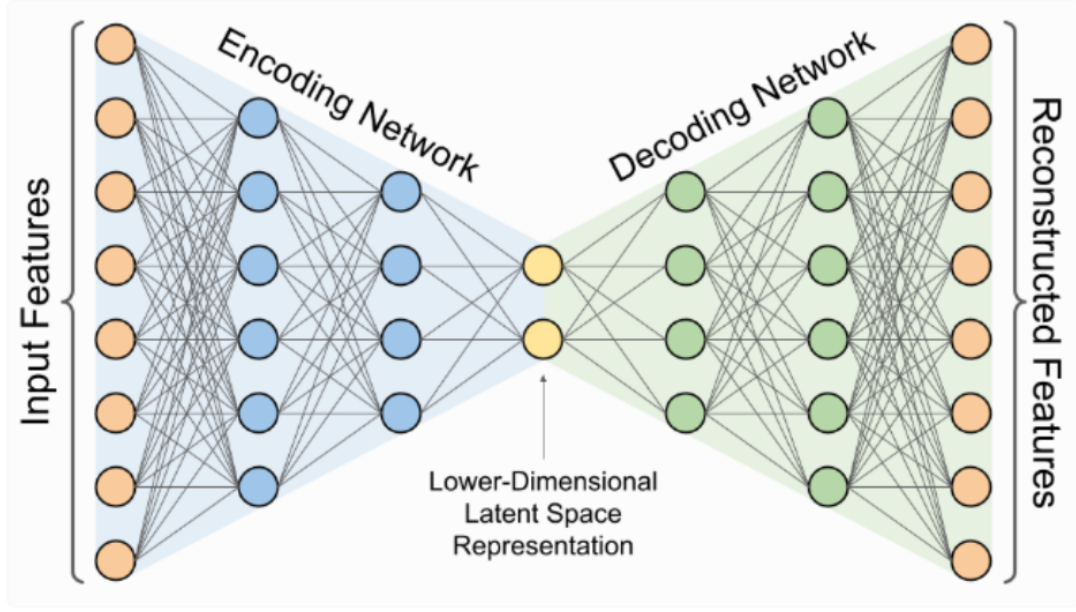 Input Features
Encoding Network
Decoding Network
Reconstructed Features
Lower-Dimensional
Latent Space
Representation